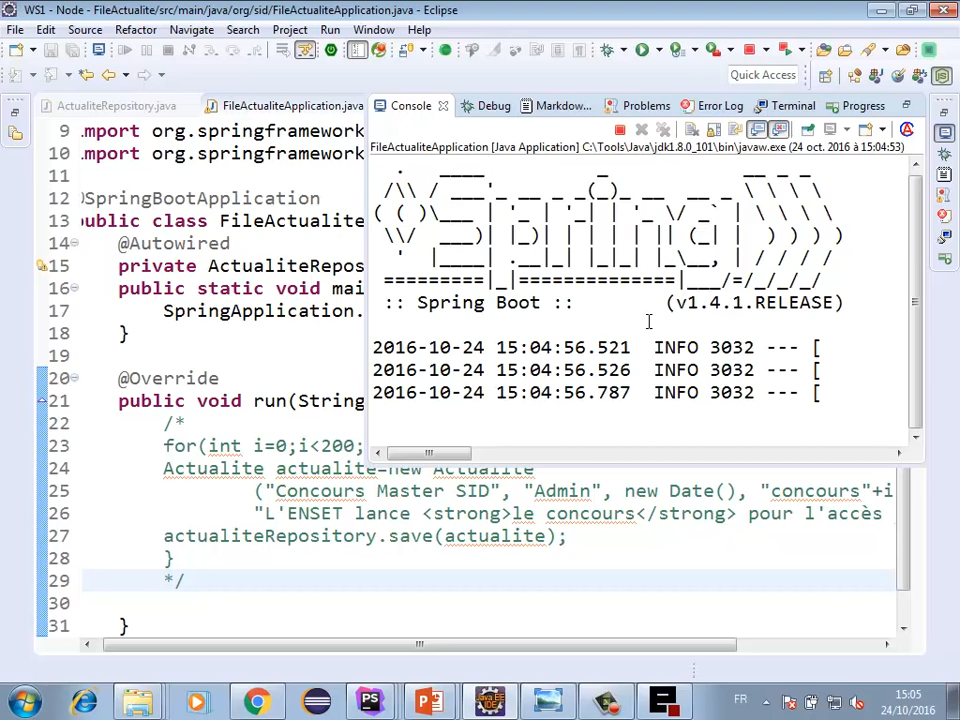 WS1 - Node - FileActualite/src/main/java/org/sid/FileActualiteApplication.java - Eclipse
File Edit Source Refactor Navigate Search Project Run Window Help
Quick Access
ActualiteRepository.java FileActualiteApplication.java Console Debug Markdow... Problems Error Log Terminal Progress
FileActualiteApplication [Java Application] C:\Tools\Java\jdk1.8.0_101\bin\javaw.exe (24 oct. 2016 à 15:04:53)
9 import org.springframework
10 import org.springframework
11
12 @SpringBootApplication
13 public class FileActualite
14 @Autowired
15 private ActualiteRepos
16 public static void mai
17 SpringApplication.
18 }
:: Spring Boot :: (v1.4.1.RELEASE)
2016-10-24 15:04:56.521 INFO 3032 --- [
2016-10-24 15:04:56.526 INFO 3032 --- [
2016-10-24 15:04:56.787 INFO 3032 --- [
20 @Override
21 public void run(String
22 /*
23 for(int i=0;i<200;
24 Actualite actualite=new Actualite
25 ("Concours Master SID", "Admin", new Date(), "concours"+i
26 "L'ENSET lance <strong>le concours</strong> pour l'accès
27 actualiteRepository.save(actualite);
28 }
29 */
30
31 }
FR 15:05
24/10/2016